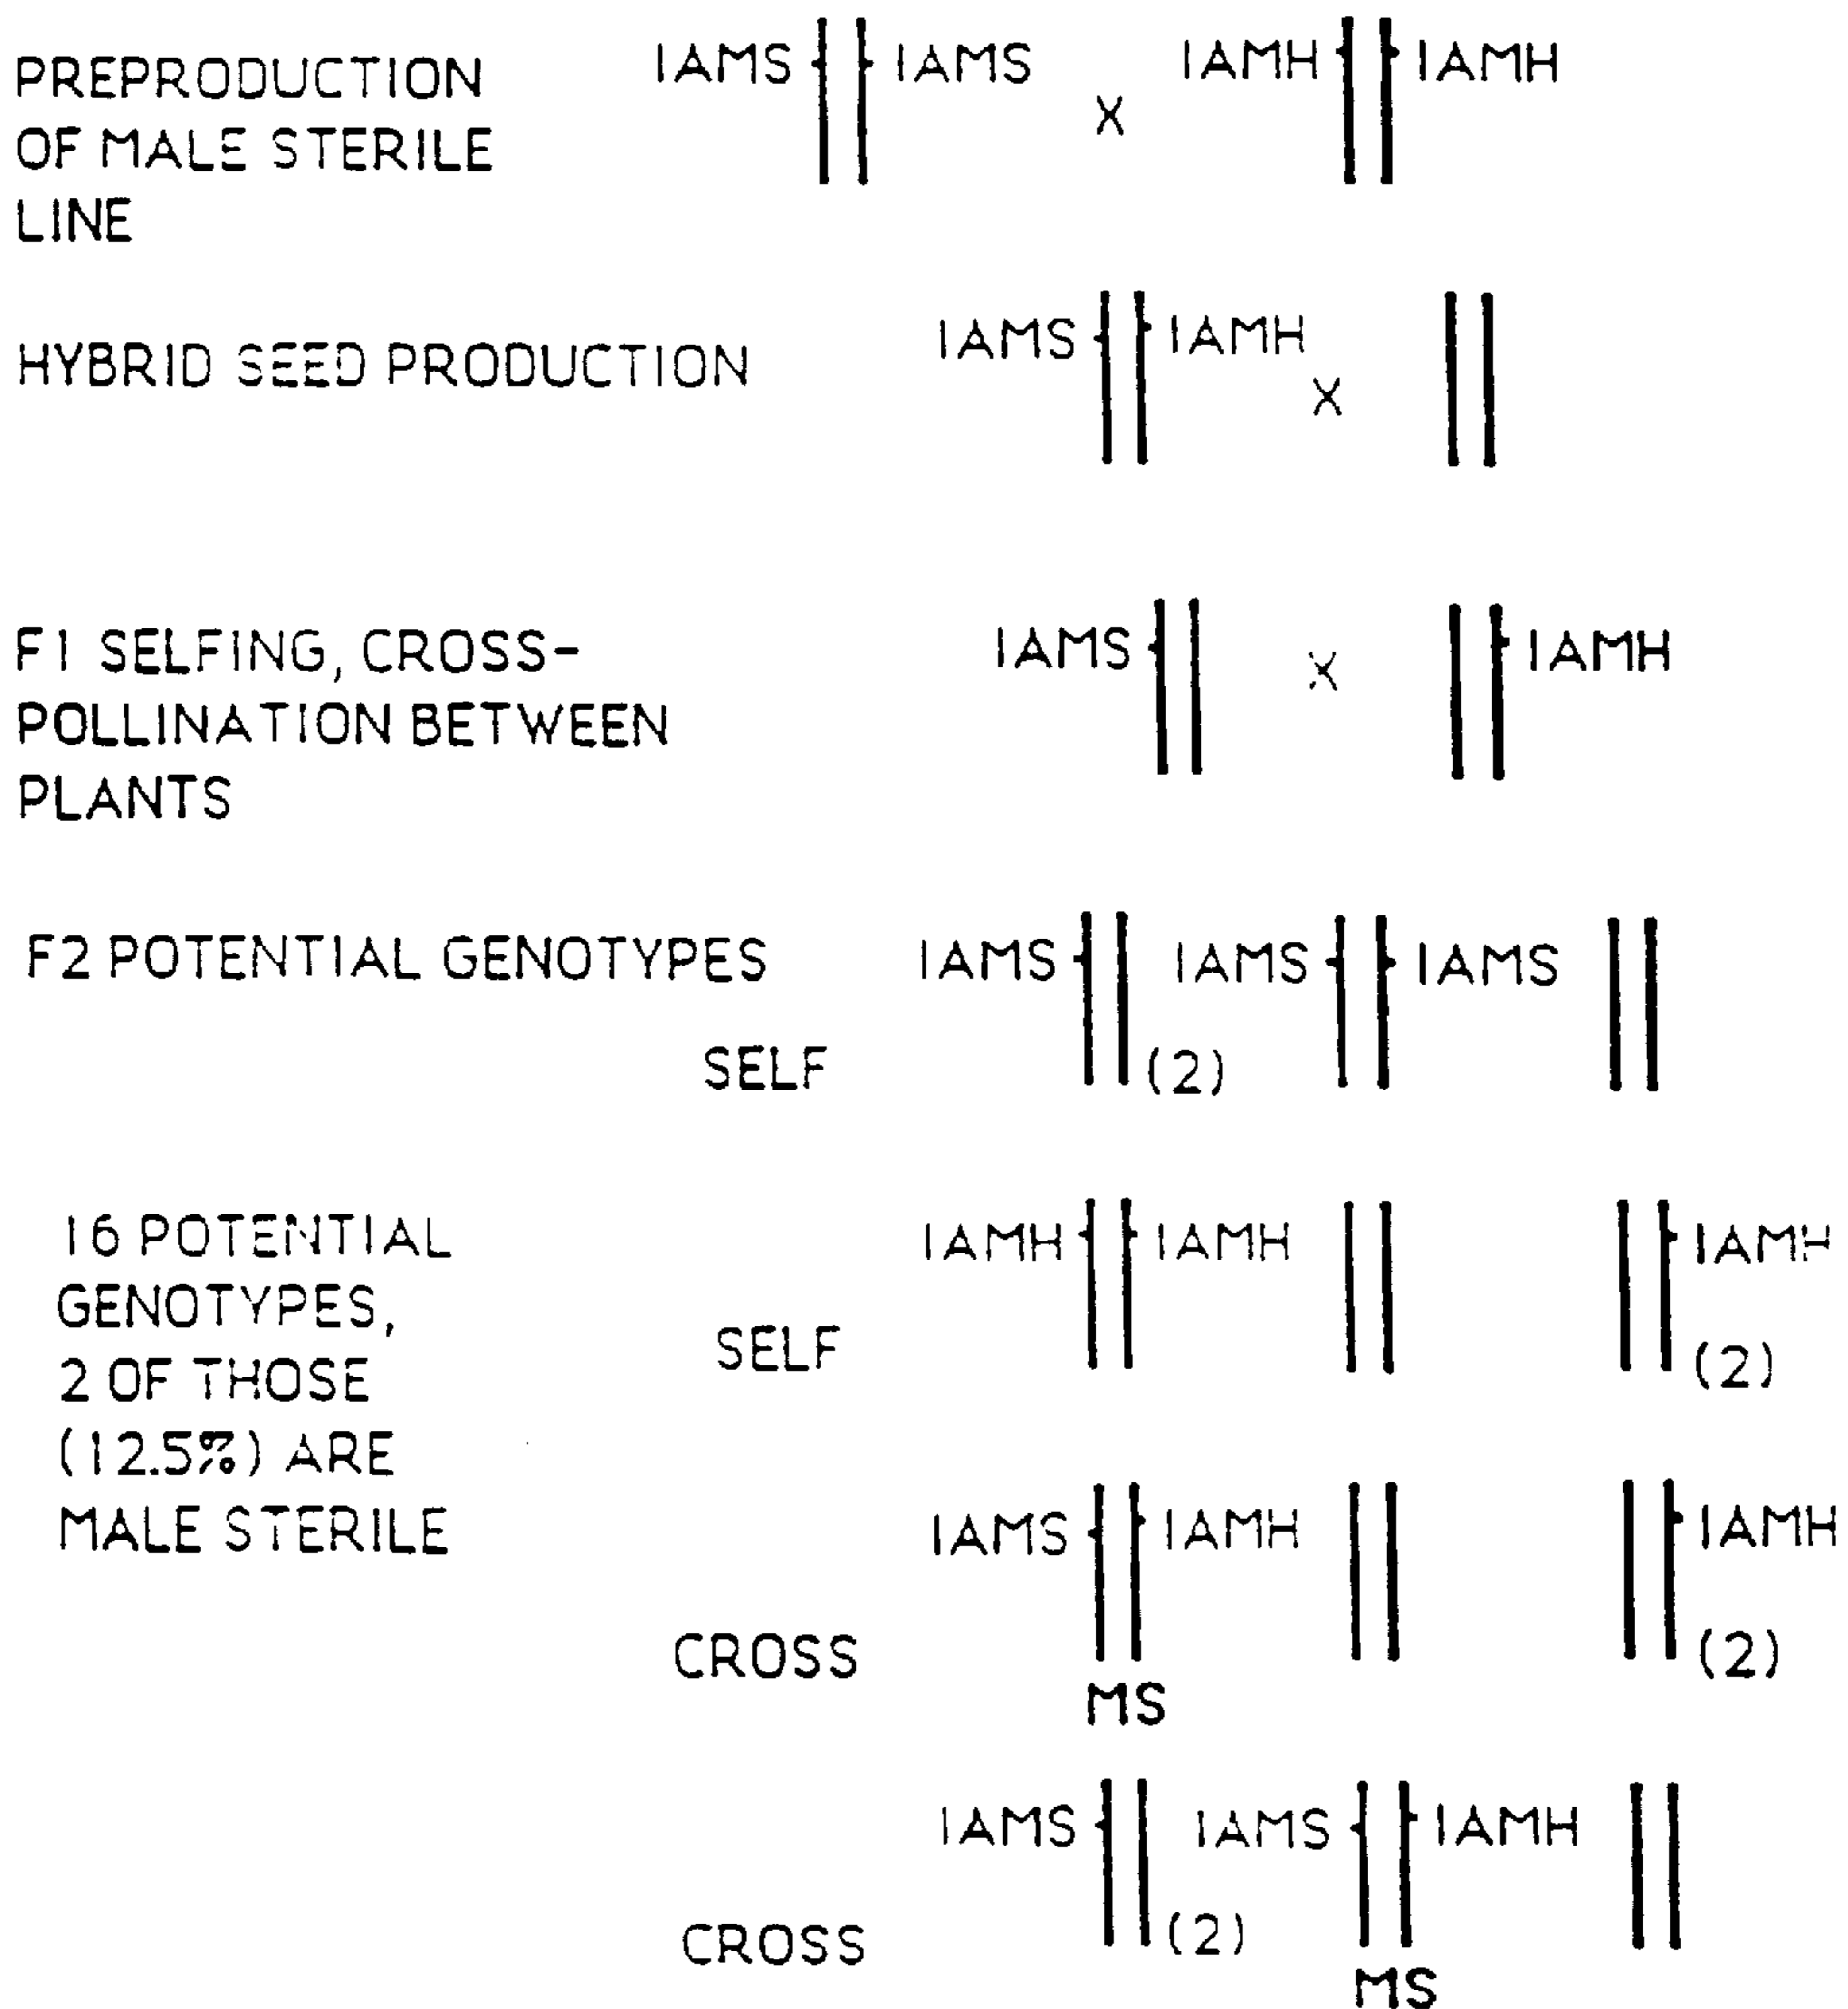 PREPRODUCTION
OF MALE STERILE
LINE
IAMS IAMS X IAMH IAMH
HYBRID SEED PRODUCTION
IAMS IAMH X
F1 SELFING, CROSS-
POLLINATION BETWEEN
PLANTS
IAMS X IAMH
F2 POTENTIAL GENOTYPES
IAMS IAMS IAMS
SELF (2)
16 POTENTIAL
GENOTYPES,
2 OF THOSE
(12.5%) ARE
MALE STERILE
IAMH IAMH IAMH
SELF (2)
IAMS IAMH IAMH
CROSS (2)
MS
IAMS IAMS IAMH
CROSS (2)
MS